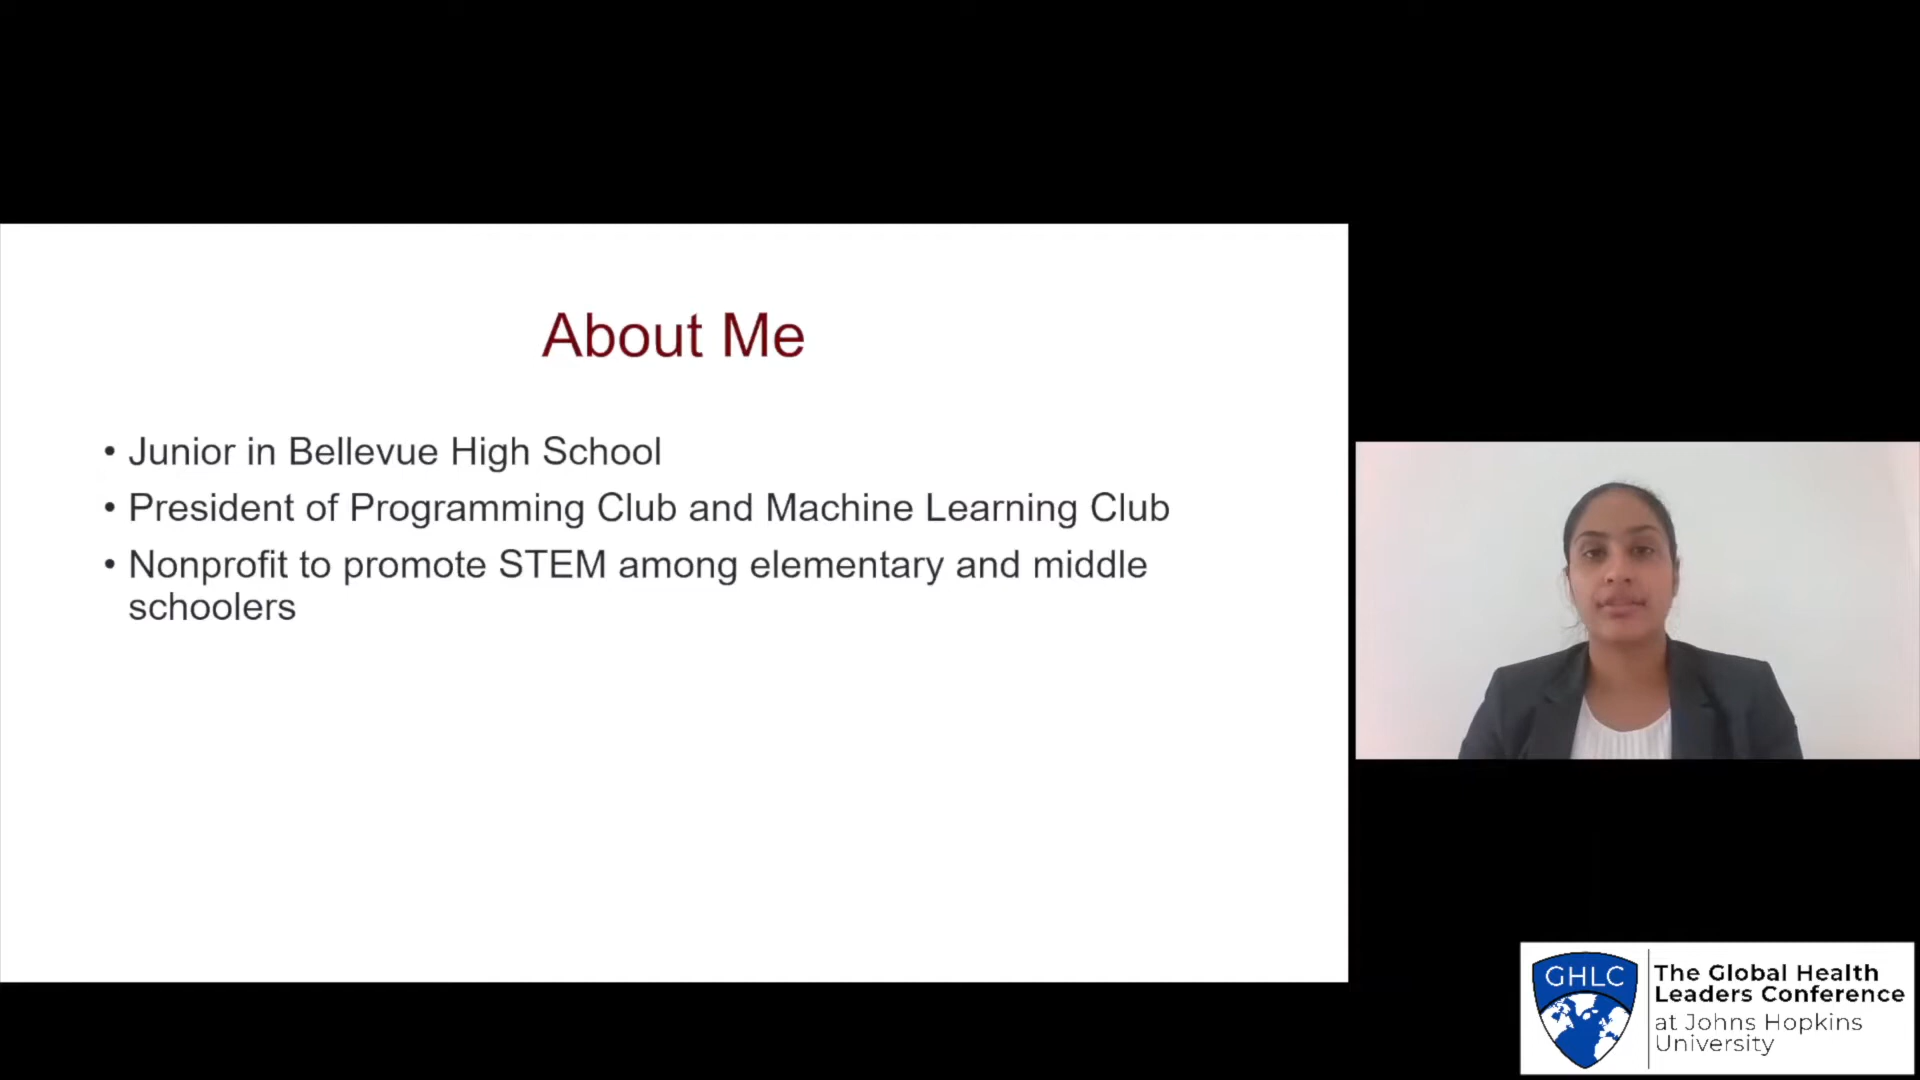 About Me
• Junior in Bellevue High School
• President of Programming Club and Machine Learning Club
• Nonprofit to promote STEM among elementary and middle
schoolers
GHLC
The Global Health
Leaders Conference
at Johns Hopkins
University